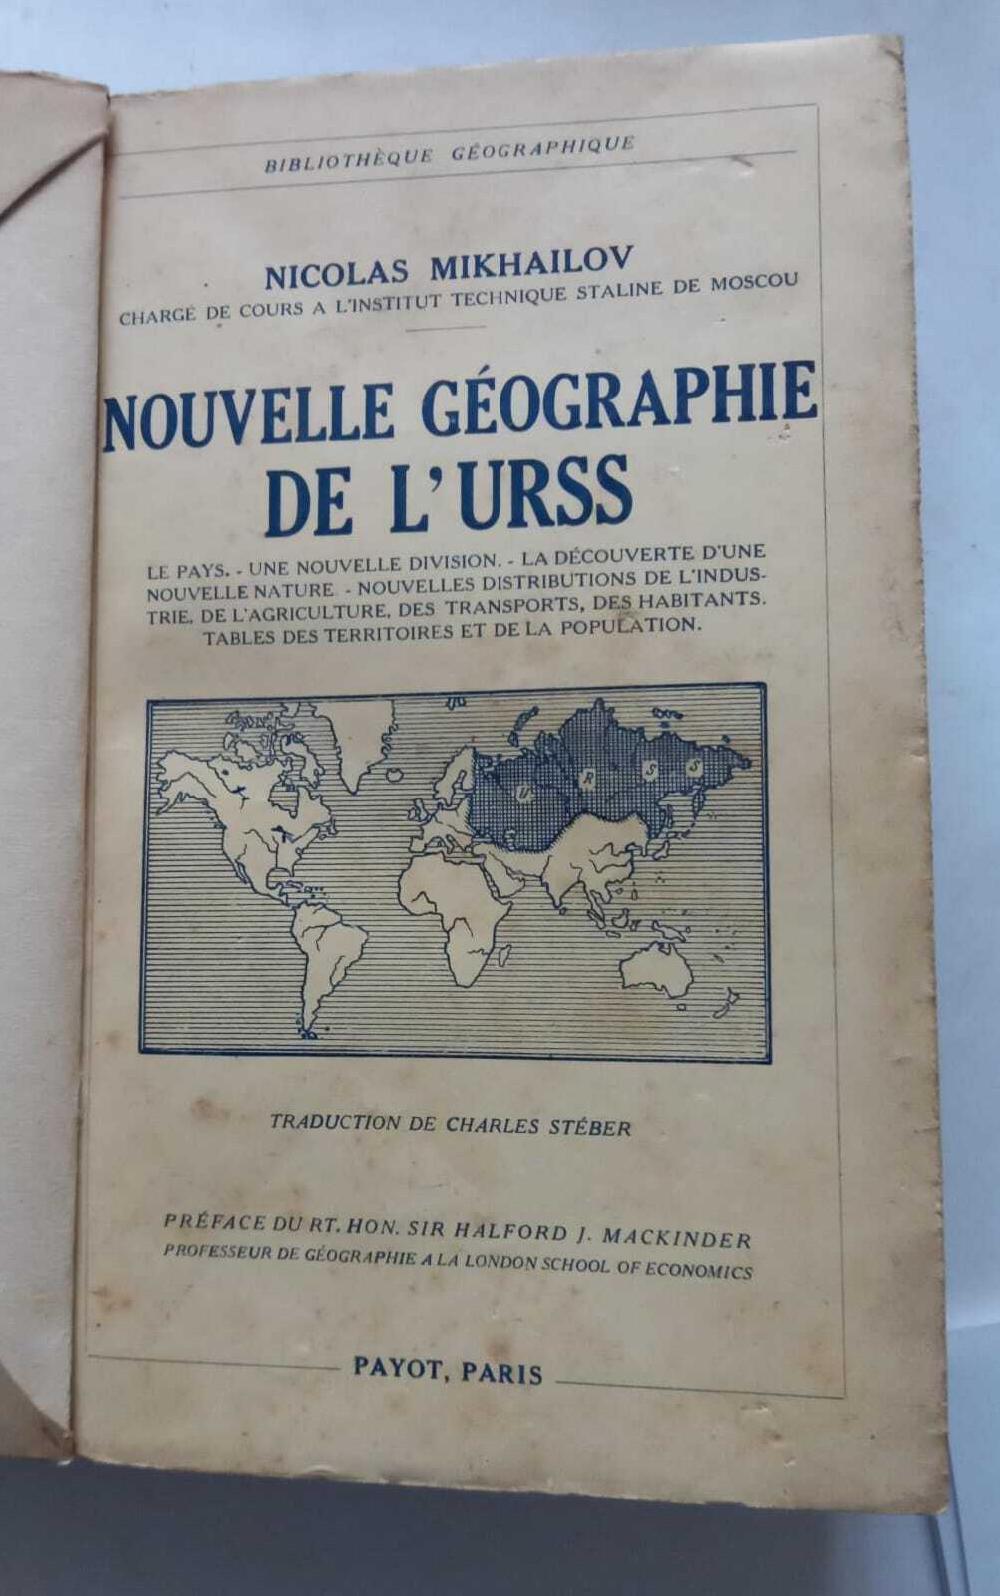 BIBLIOTHÈQUE GÉOGRAPHIQUE
NICOLAS MIKHAILOV
CHARGÉ DE COURS A L'INSTITUT TECHNIQUE STALINE DE MOSCOU
NOUVELLE GÉOGRAPHIE
DE L'URSS
LE PAYS. - UNE NOUVELLE DIVISION. - LA DÉCOUVERTE D'UNE
NOUVELLE NATURE. - NOUVELLES DISTRIBUTIONS DE L'INDUS-
TRIE, DE L'AGRICULTURE, DES TRANSPORTS, DES HABITANTS.
TABLES DES TERRITOIRES ET DE LA POPULATION.
U R S S
TRADUCTION DE CHARLES STÉBER
PRÉFACE DU RT. HON. SIR HALFORD J. MACKINDER
PROFESSEUR DE GÉOGRAPHIE A LA LONDON SCHOOL OF ECONOMICS
PAYOT, PARIS